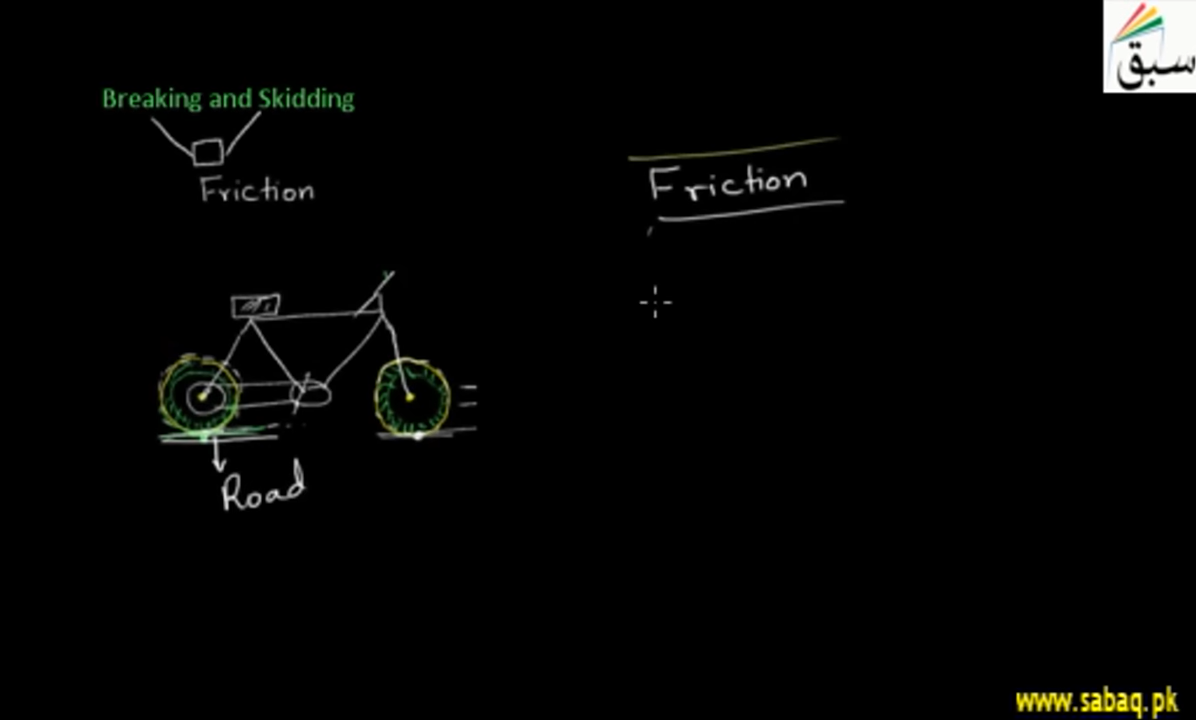 سبق
Breaking and Skidding
Friction
Friction
Road
www.sabaq.pk